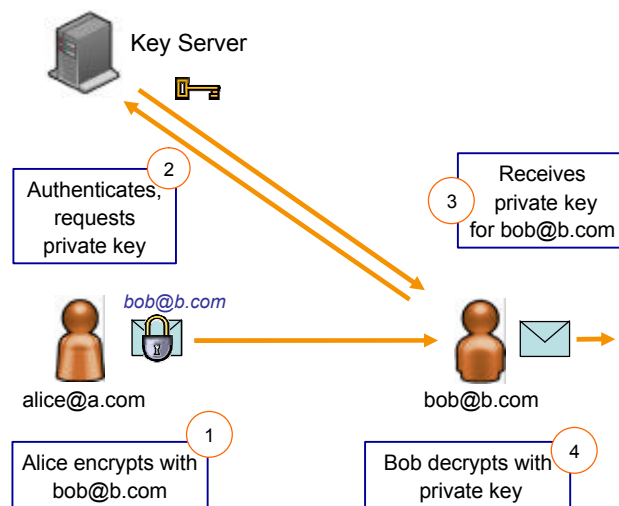 Key Server
2
Authenticates,
requests
private key
3
Receives
private key
for bob@b.com
bob@b.com
alice@a.com
bob@b.com
1
Alice encrypts with
bob@b.com
4
Bob decrypts with
private key